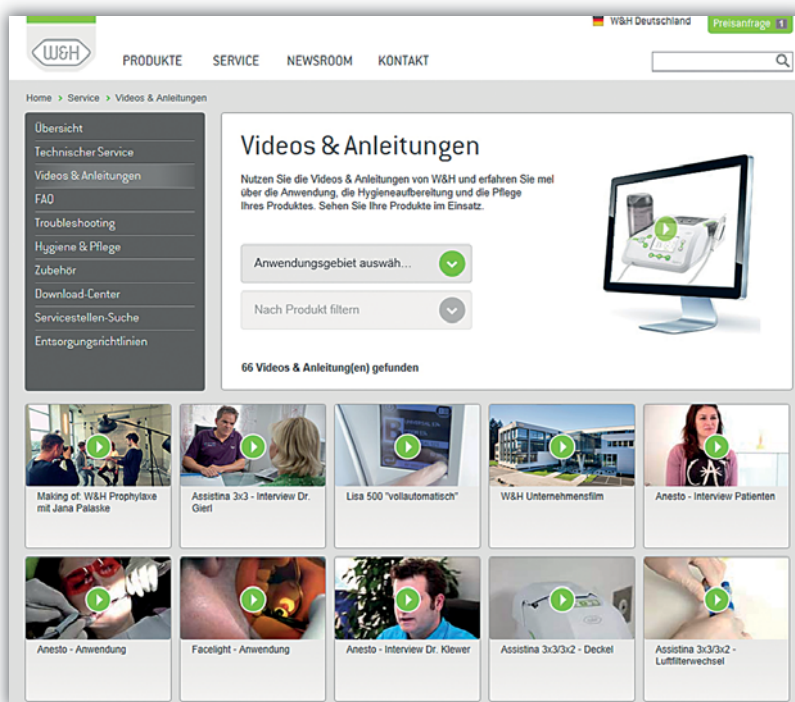 W&H Deutschland
Preisanfrage 1
W&H
PRODUKTE SERVICE NEWSROOM KONTAKT
Home > Service > Videos & Anleitungen
Übersicht
Technischer Service
Videos & Anleitungen
FAQ
Troubleshooting
Hygiene & Pflege
Zubehör
Download-Center
Servicestellen-Suche
Entsorgungsrichtlinien
Videos & Anleitungen
Nutzen Sie die Videos & Anleitungen von W&H und erfahren Sie mel
über die Anwendung, die Hygieneaufbereitung und die Pflege
Ihres Produktes. Sehen Sie Ihre Produkte im Einsatz.
Anwendungsgebiet auswäh...
Nach Produkt filtern
66 Videos & Anleitung(en) gefunden
Making of: W&H Prophylaxe
mit Jana Palaske
Assistina 3x3 - Interview Dr.
Gierl
Lisa 500 "vollautomatisch"
W&H Unternehmensfilm
Anesto - Interview Patienten
Anesto - Anwendung
Facelight - Anwendung
Anesto - Interview Dr. Klewer
Assistina 3x3/3x2 - Deckel
Assistina 3x3/3x2 -
Luftfilterwechsel